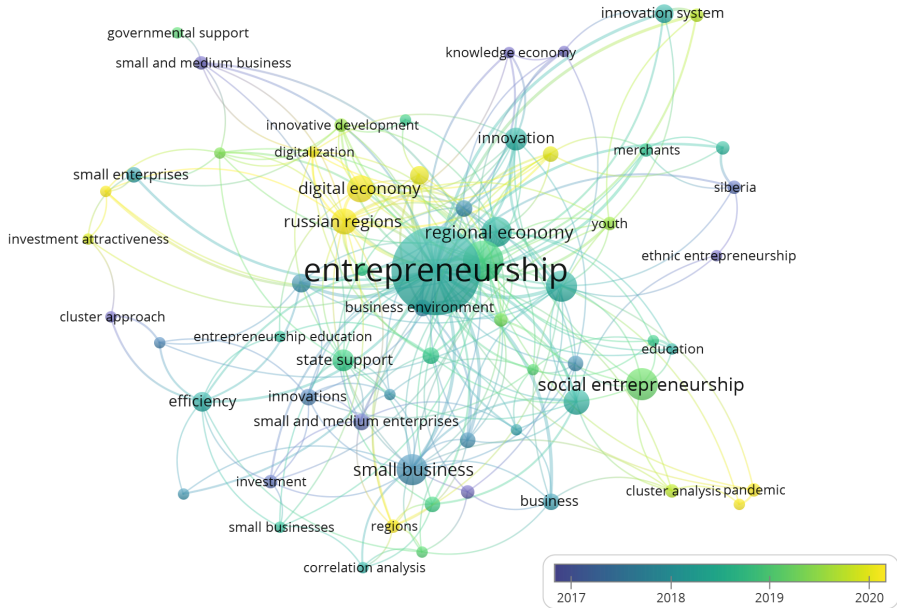 innovation system
governmental support
knowledge economy
small and medium business
innovative development
innovation
digitalization
merchants
small enterprises
digital economy
siberia
russian regions
youth
regional economy
investment attractiveness
ethnic entrepreneurship
entrepreneurship
business environment
cluster approach
entrepreneurship education
education
state support
social entrepreneurship
efficiency
innovations
small and medium enterprises
small business
investment
cluster analysis
pandemic
business
small businesses
regions
correlation analysis
2017
2018
2019
2020